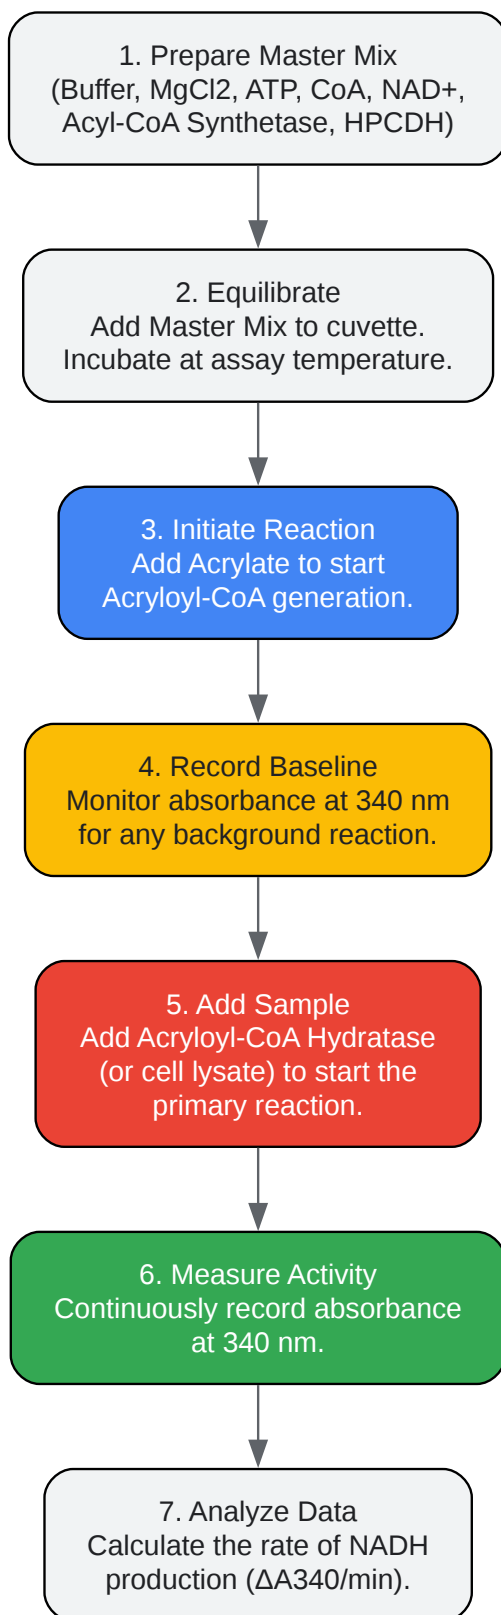 1. Prepare Master Mix
(Buffer, MgCl2, ATP, CoA, NAD+,
Acyl-CoA Synthetase, HPCDH)
2. Equilibrate
Add Master Mix to cuvette.
Incubate at assay temperature.
3. Initiate Reaction
Add Acrylate to start
Acryloyl-CoA generation.
4. Record Baseline
Monitor absorbance at 340 nm
for any background reaction.
5. Add Sample
Add Acryloyl-CoA Hydratase
(or cell lysate) to start the
primary reaction.
6. Measure Activity
Continuously record absorbance
at 340 nm.
7. Analyze Data
Calculate the rate of NADH
production (ΔA340/min).